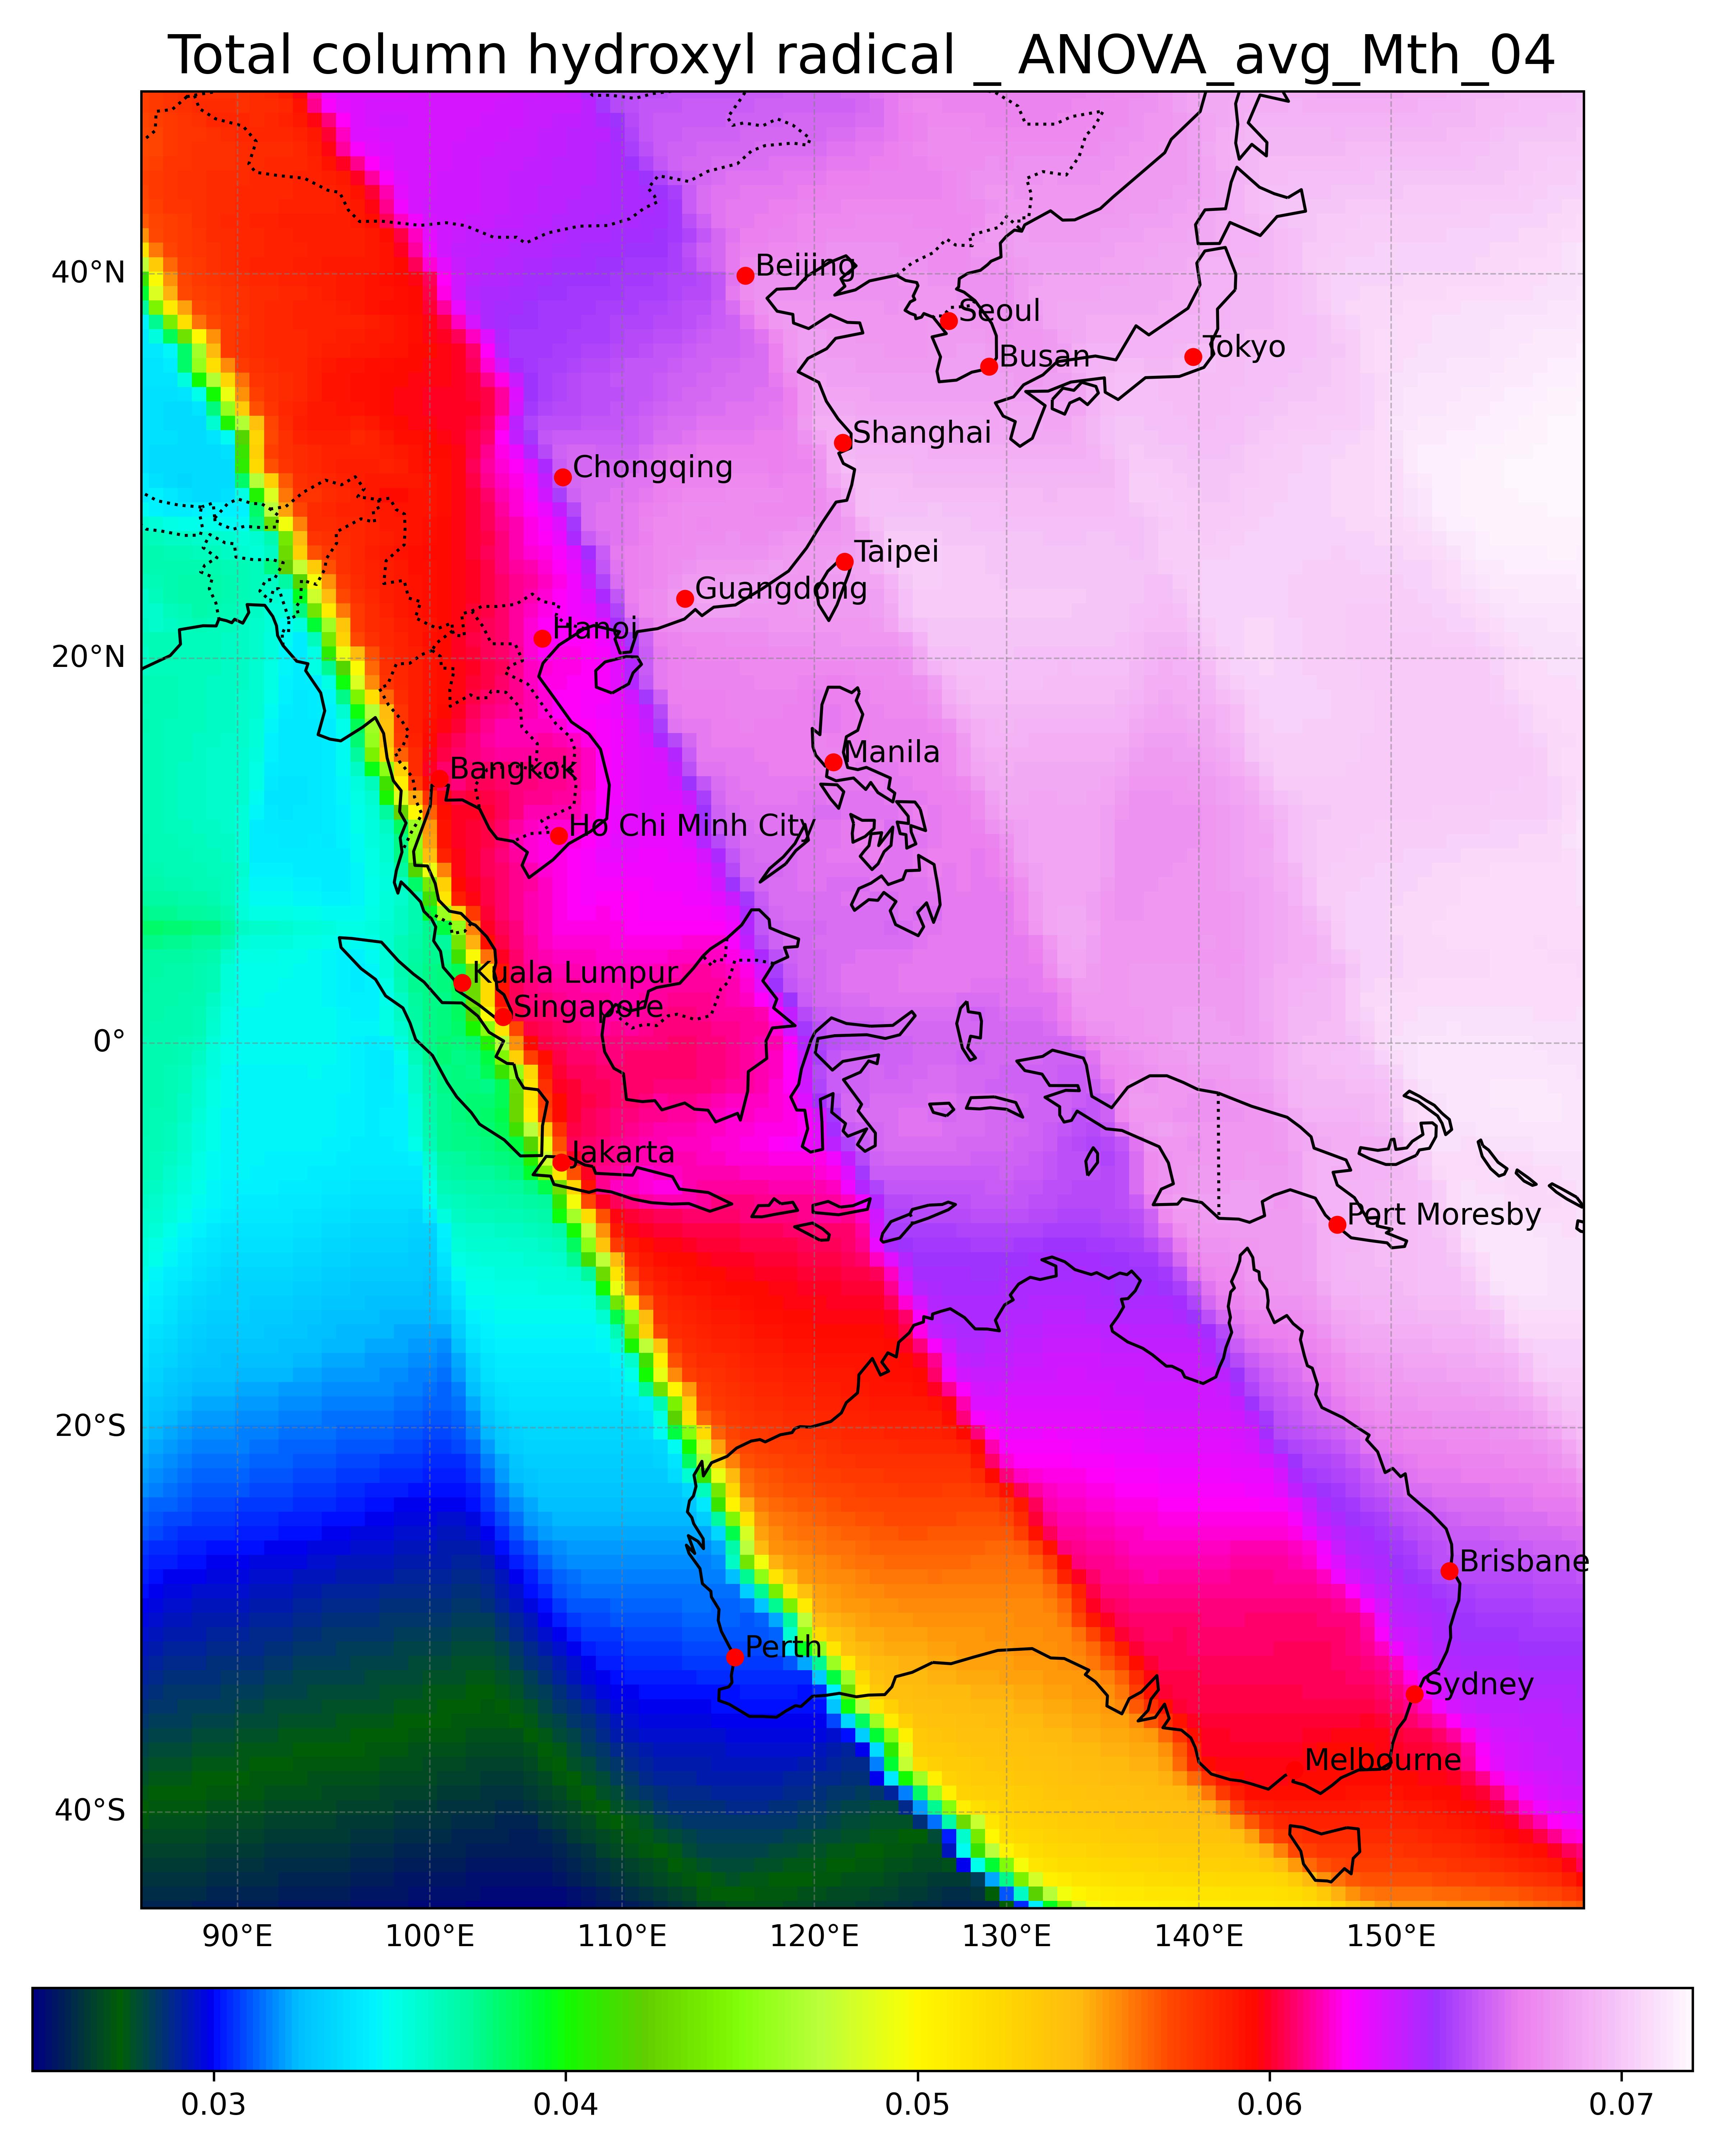 Total column hydroxyl radical _ ANOVA_avg_Mth_04
40°N
Beijing
Seoul
Busan
Tokyo
Shanghai
Chongqing
Taipei
Guangdong
Hanoi
20°N
Manila
Bangkok
Ho Chi Minh City
Kuala Lumpur
Singapore
0°
Jakarta
Port Moresby
20°S
Brisbane
Perth
Sydney
Melbourne
40°S
90°E 100°E 110°E 120°E 130°E 140°E 150°E
0.03 0.04 0.05 0.06 0.07